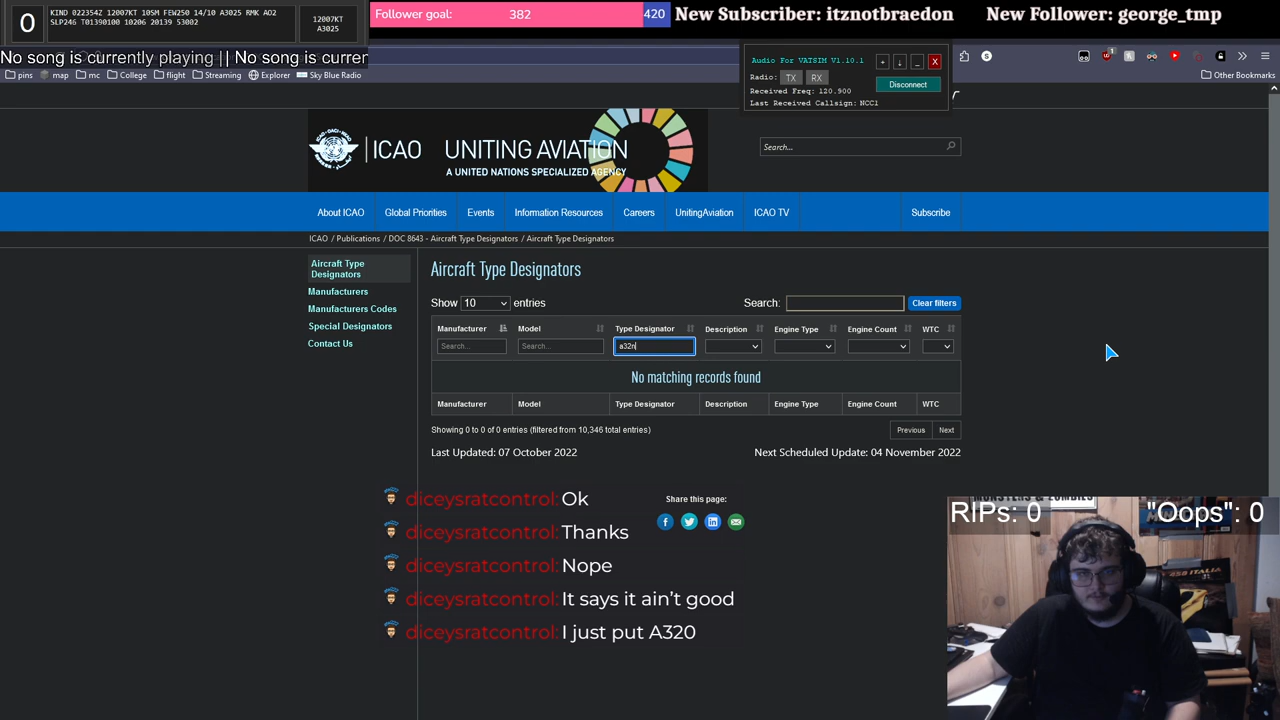 0
KIND 022354Z 12007KT 10SM FEW250 14/10 A3025 RMK AO2
SLP246 T01390100 10206 20139 53002
12007KT
A3025
Follower goal:
382
420
New Subscriber: itznotbraedon
New Follower: george_tmp
No song is currently playing || No song is currer
pins
map
mc
College
flight
Streaming
Explorer
Sky Blue Radio
Other Bookmarks
Audio For VATSIM V1.10.1
Radio: TX RX
Received Freq: 120.900
Last Received Callsign: NCC1
Disconnect
ICAO
UNITING AVIATION
A UNITED NATIONS SPECIALIZED AGENCY
Search...
About ICAO
Global Priorities
Events
Information Resources
Careers
UnitingAviation
ICAO TV
Subscribe
ICAO / Publications / DOC 8643 - Aircraft Type Designators / Aircraft Type Designators
Aircraft Type
Designators
Manufacturers
Manufacturers Codes
Special Designators
Contact Us
Aircraft Type Designators
Show 10 entries
Search:
Clear filters
Manufacturer
Model
Type Designator
Description
Engine Type
Engine Count
WTC
Search...
Search...
a32n
No matching records found
Manufacturer
Model
Type Designator
Description
Engine Type
Engine Count
WTC
Showing 0 to 0 of 0 entries (filtered from 10,346 total entries)
Previous
Next
Last Updated: 07 October 2022
Next Scheduled Update: 04 November 2022
Share this page:
diceysratcontrol: Ok
diceysratcontrol: Thanks
diceysratcontrol: Nope
diceysratcontrol: It says it ain't good
diceysratcontrol: I just put A320
RIPs: 0
"Oops": 0